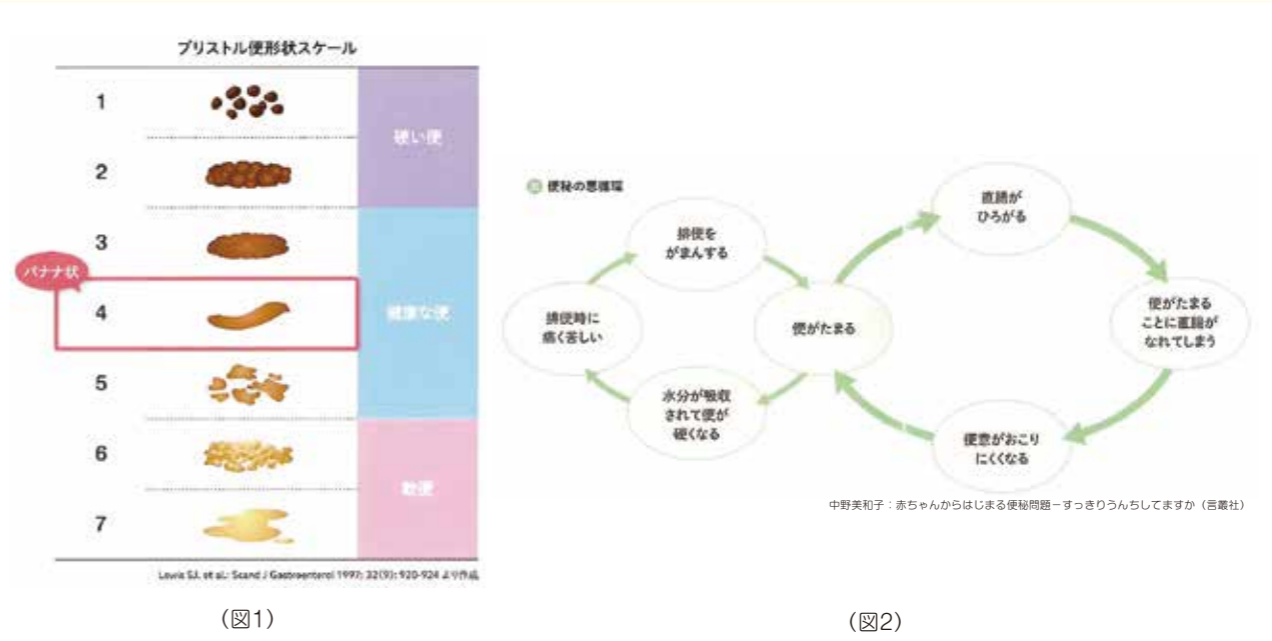 ブリストル便形状スケール
1
硬い便
2
3
バナナ状
4
健康な便
5
6
軟便
7
Lewis SJ. et al.: Scand J Gastroenterol 1997; 32(9): 920-924 より作成
(図1)
図 便秘の悪循環
排便を
がまんする
排便時に
痛く苦しい
便がたまる
水分が吸収
されて便が
硬くなる
直腸が
ひろがる
便がたまる
ことに直腸が
なれてしまう
便意がおこり
にくくなる
中野美和子：赤ちゃんからはじまる便秘問題－すっきりうんちしてますか（言叢社）
(図2)